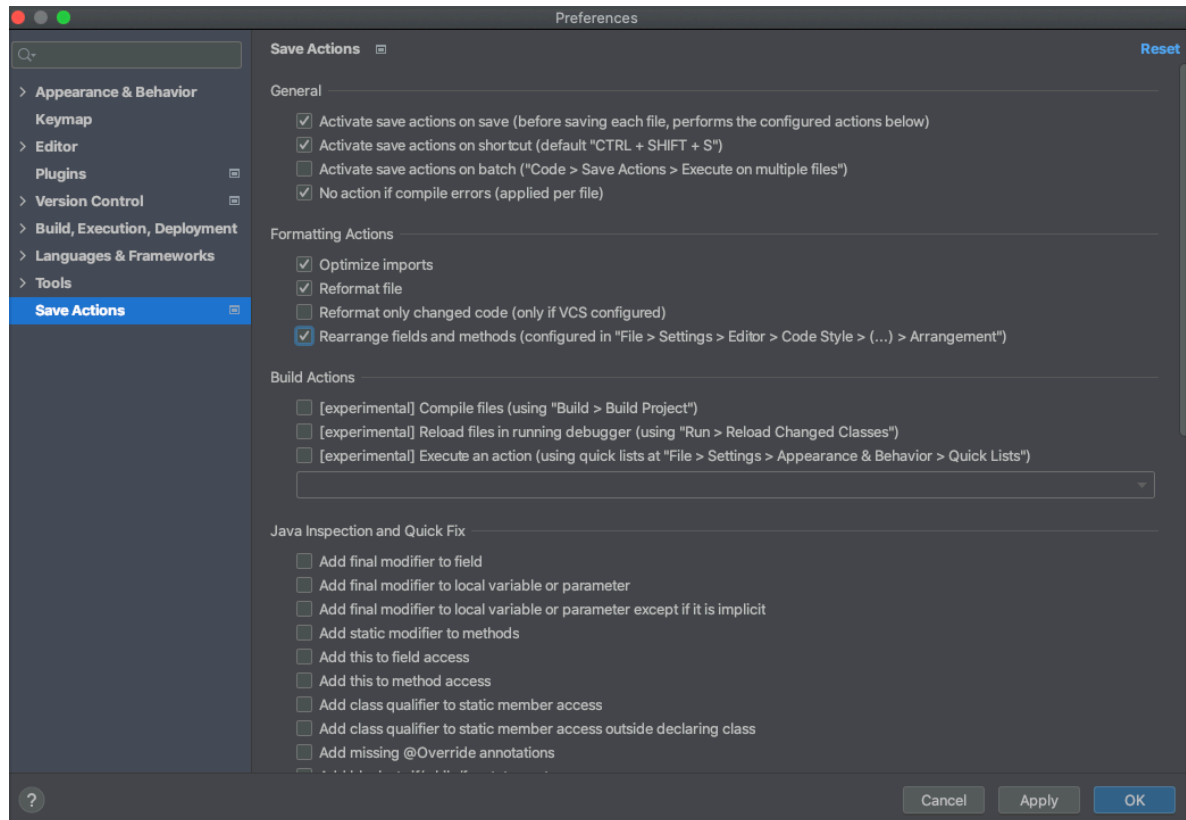 Preferences
Save Actions
Reset
Appearance & Behavior
Keymap
Editor
Plugins
Version Control
Build, Execution, Deployment
Languages & Frameworks
Tools
Save Actions
General
Activate save actions on save (before saving each file, performs the configured actions below)
Activate save actions on shortcut (default "CTRL + SHIFT + S")
Activate save actions on batch ("Code > Save Actions > Execute on multiple files")
No action if compile errors (applied per file)
Formatting Actions
Optimize imports
Reformat file
Reformat only changed code (only if VCS configured)
Rearrange fields and methods (configured in "File > Settings > Editor > Code Style > (...) > Arrangement")
Build Actions
[experimental] Compile files (using "Build > Build Project")
[experimental] Reload files in running debugger (using "Run > Reload Changed Classes")
[experimental] Execute an action (using quick lists at "File > Settings > Appearance & Behavior > Quick Lists")
Java Inspection and Quick Fix
Add final modifier to field
Add final modifier to local variable or parameter
Add final modifier to local variable or parameter except if it is implicit
Add static modifier to methods
Add this to field access
Add this to method access
Add class qualifier to static member access
Add class qualifier to static member access outside declaring class
Add missing @Override annotations
?
Cancel
Apply
OK